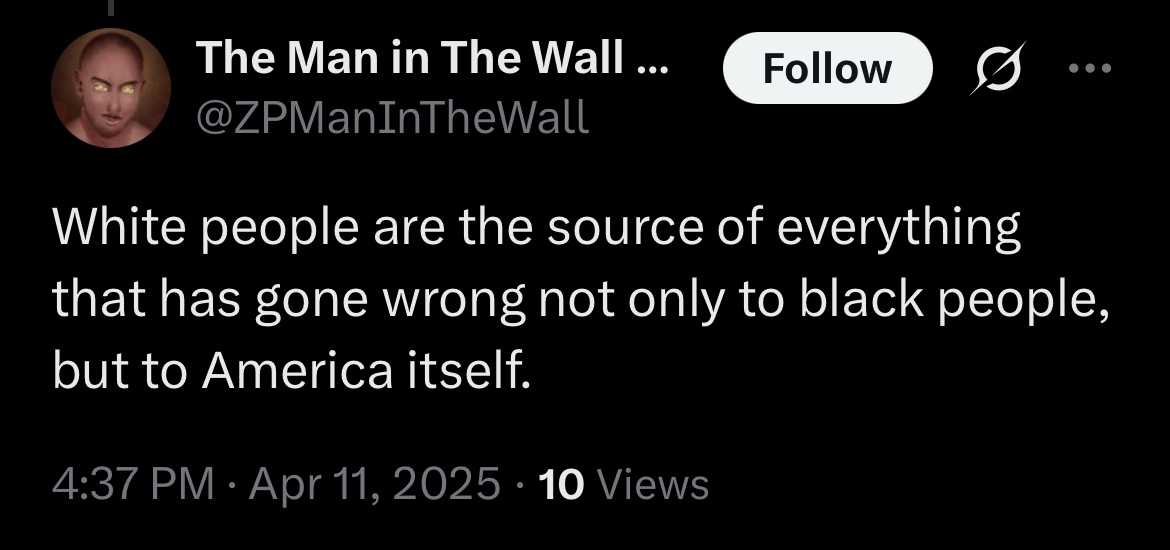 The Man in The Wall ...
Follow
@ZPManInTheWall
White people are the source of everything
that has gone wrong not only to black people,
but to America itself.
4:37 PM · Apr 11, 2025 · 10 Views